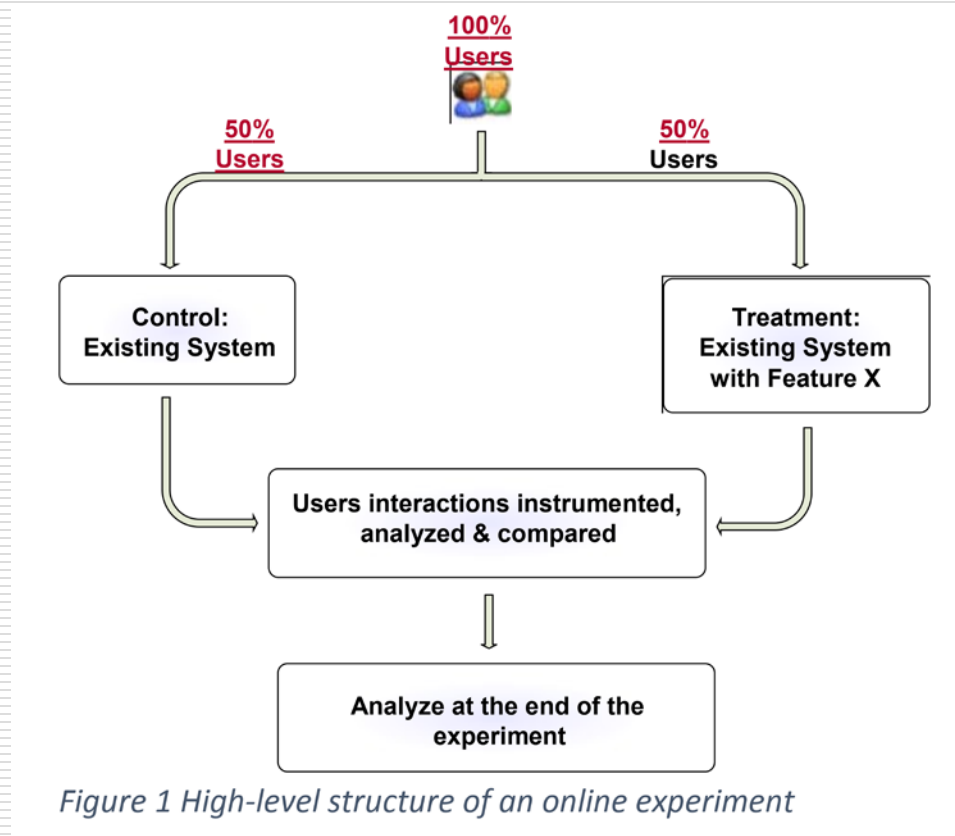 100%
Users
50%
Users
50%
Users
Control:
Existing System
Treatment:
Existing System
with Feature X
Users interactions instrumented,
analyzed & compared
Analyze at the end of the
experiment
Figure 1 High-level structure of an online experiment